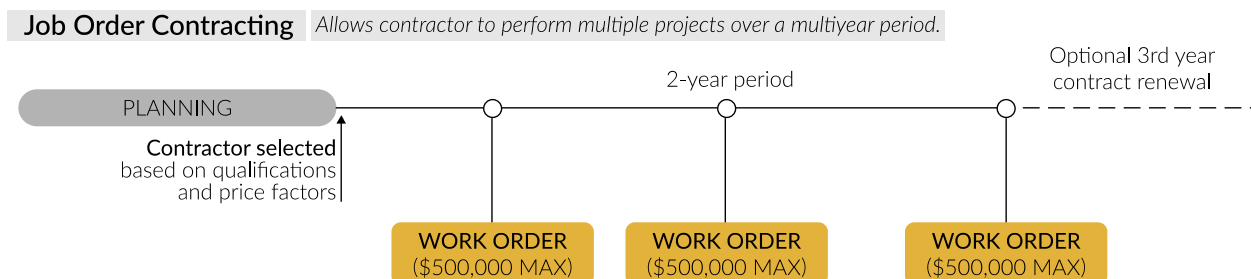 Job Order Contracting Allows contractor to perform multiple projects over a multiyear period.
Optional 3rd year
contract renewal
2-year period
PLANNING
Contractor selected
based on qualifications
and price factors
WORK ORDER
($500,000 MAX)
WORK ORDER
($500,000 MAX)
WORK ORDER
($500,000 MAX)